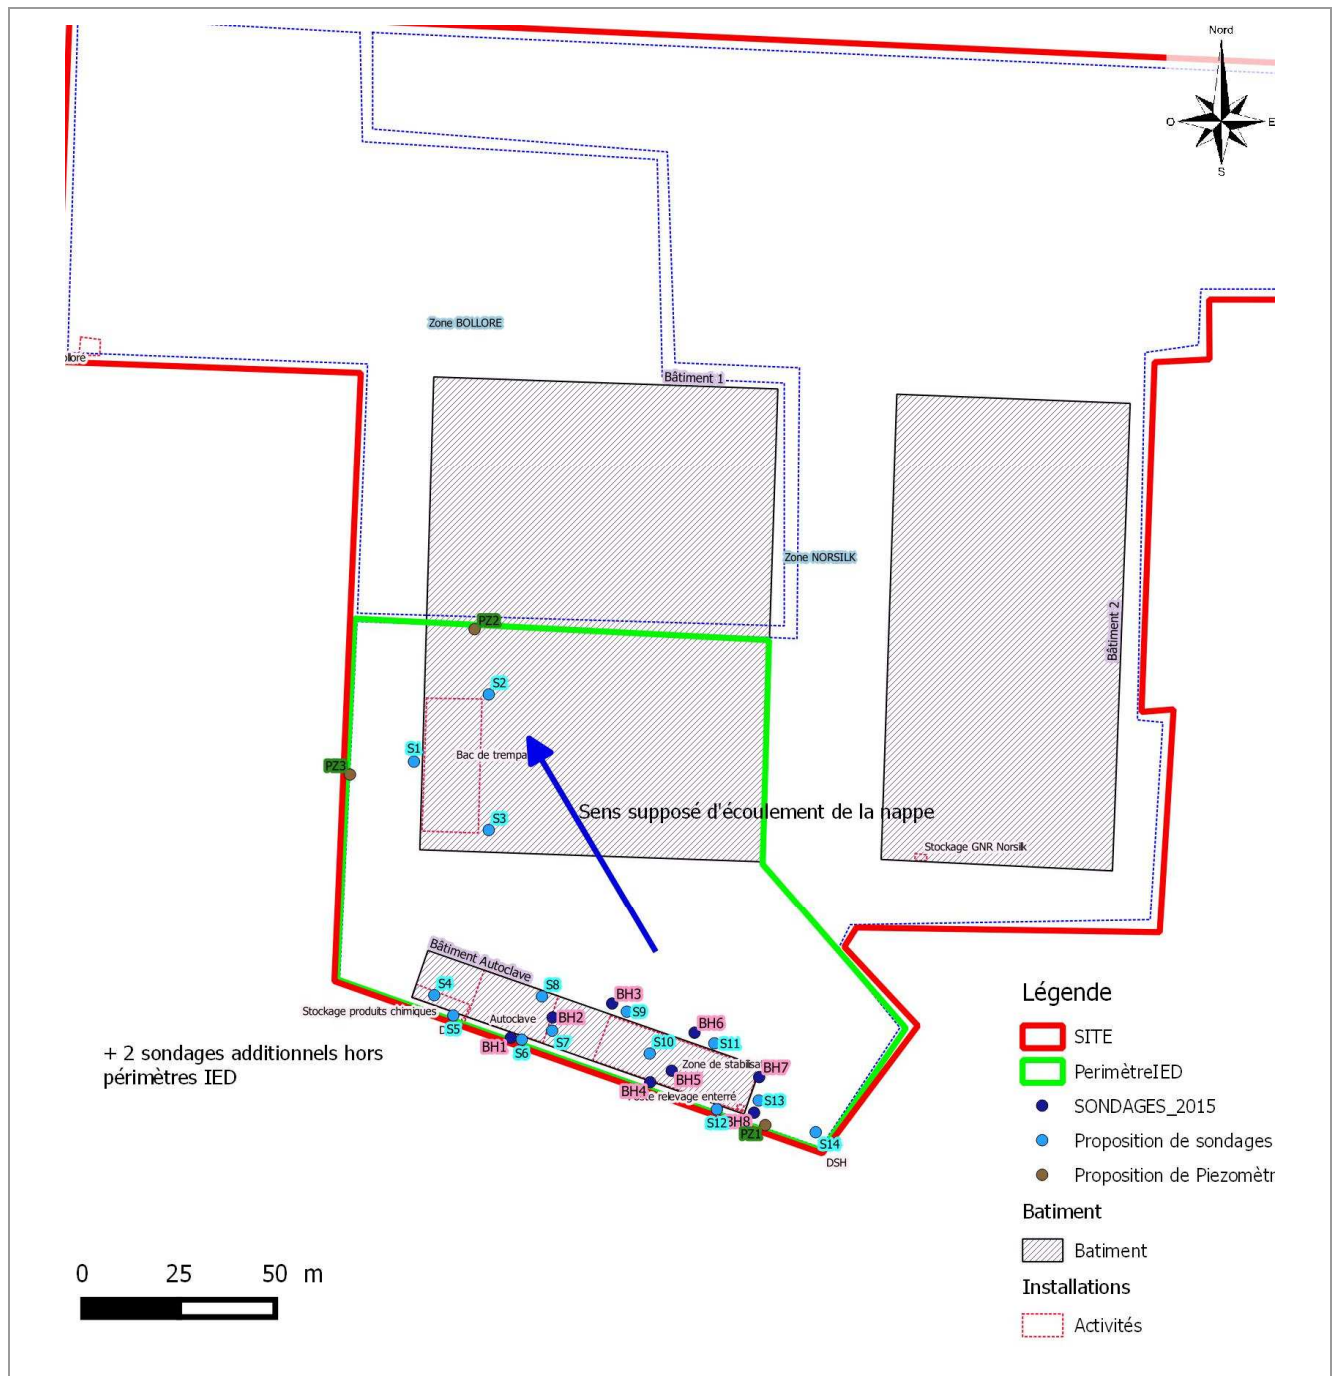 Nord
O
E
S
Zone BOLLORE
lloré
Bâtiment 1
Zone NORSILK
Bâtiment 2
PZ2
S2
S1
Bac de trempa
PZ3
Sens supposé d'écoulement de la nappe
S3
Stockage GNR Norsilk
Bâtiment Autoclave
S4
S8
BH3
S9
Stockage produits chimiques
Autoclave
BH2
BH6
D
S5
S7
S11
BH1
S6
S10
Zone de stabilisa
BH7
BH5
BH4
te relevage enterré
S13
S12
BH8
PZ1
S14
DSH
+ 2 sondages additionnels hors
périmètres IED
Légende
SITE
PerimètreIED
SONDAGES_2015
Proposition de sondages
Proposition de Piezomètr
Batiment
Batiment
Installations
Activités
0 25 50 m